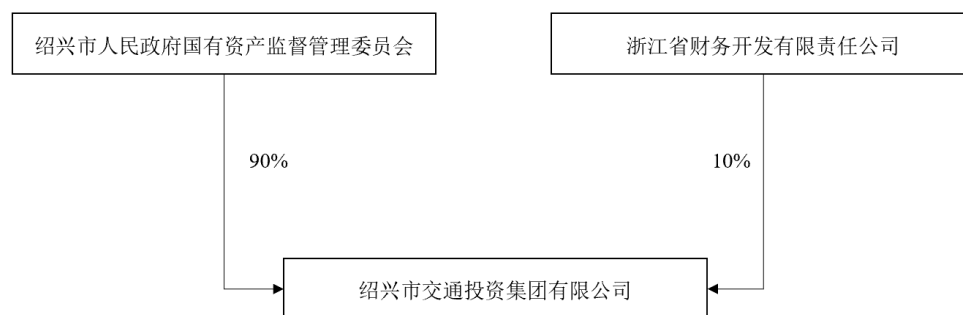 绍兴市人民政府国有资产监督管理委员会
浙江省财务开发有限责任公司
90%
10%
绍兴市交通投资集团有限公司